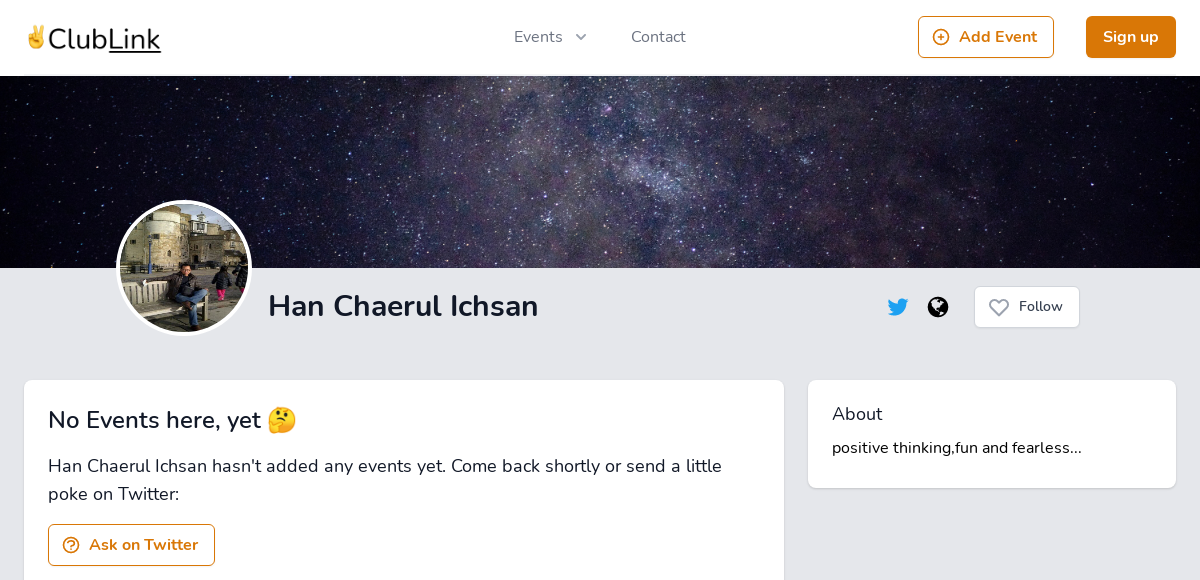 ✌️ClubLink
Events
Contact
Add Event
Sign up
Han Chaerul Ichsan
Follow
No Events here, yet 🤔
Han Chaerul Ichsan hasn't added any events yet. Come back shortly or send a little
poke on Twitter:
Ask on Twitter
About
positive thinking,fun and fearless...